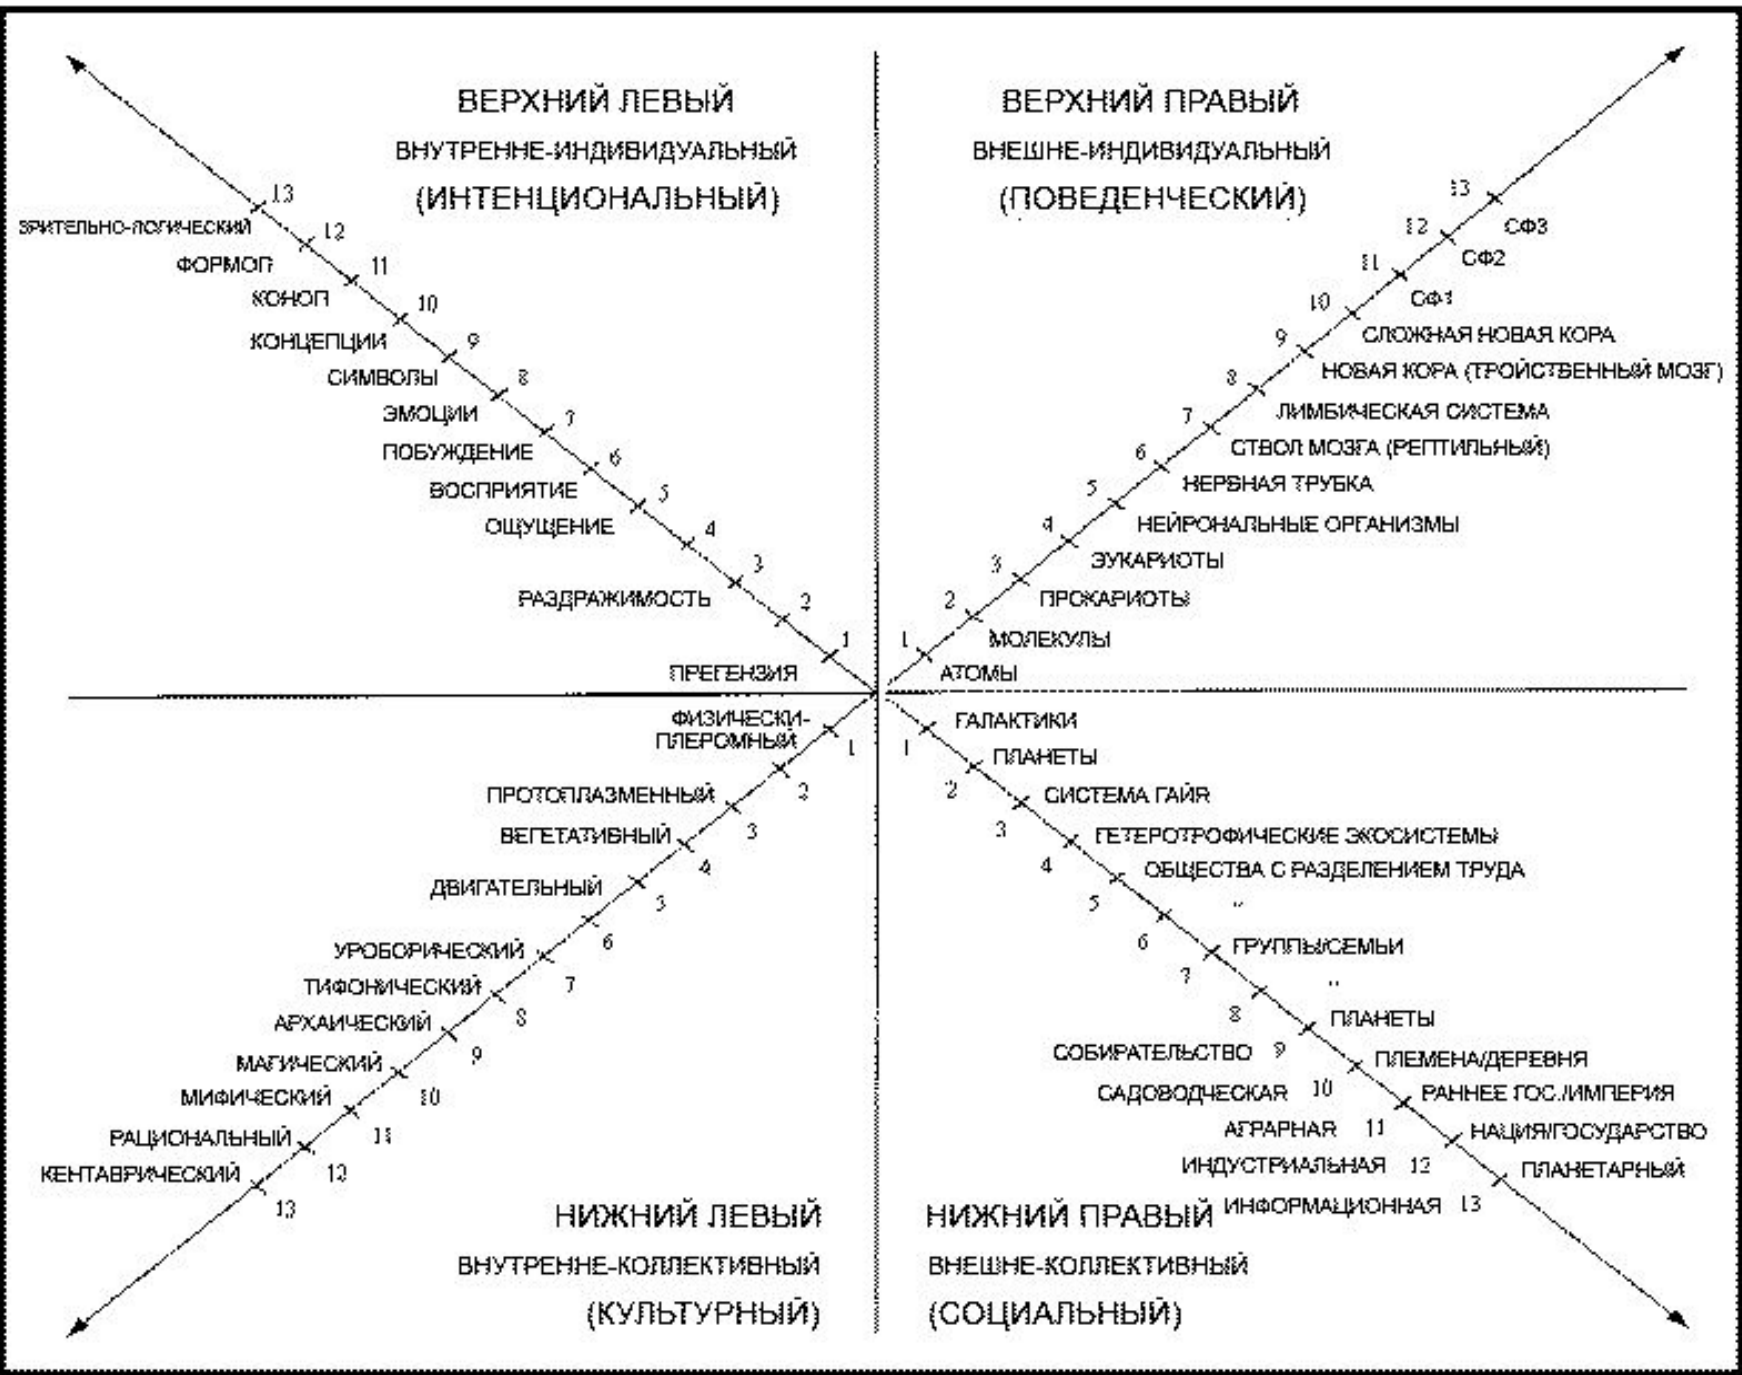 ВЕРХНИЙ ЛЕВЫЙ
ВНУТРЕННЕ-ИНДИВИДУАЛЬНЫЙ
(ИНТЕНЦИОНАЛЬНЫЙ)
13
ЗРИТЕЛЬНО-ЛОГИЧЕСКИЙ
12
ФОРМОП
11
КОНОП
10
КОНЦЕПЦИИ
9
СИМВОЛЫ
8
ЭМОЦИИ
7
ПОБУЖДЕНИЕ
6
ВОСПРИЯТИЕ
5
ОЩУЩЕНИЕ
4
3
РАЗДРАЖИМОСТЬ
2
1
ПРЕГЕНЗИЯ
ВЕРХНИЙ ПРАВЫЙ
ВНЕШНЕ-ИНДИВИДУАЛЬНЫЙ
(ПОВЕДЕНЧЕСКИЙ)
13
СФ3
12
СФ2
11
СФ1
10
СЛОЖНАЯ НОВАЯ КОРА
9
НОВАЯ КОРА (ТРОЙСТВЕННЫЙ МОЗГ)
8
ЛИМБИЧЕСКАЯ СИСТЕМА
7
СТВОЛ МОЗГА (РЕПТИЛЬНЫЙ)
6
НЕРВНАЯ ТРУБКА
5
НЕЙРОНАЛЬНЫЕ ОРГАНИЗМЫ
4
ЭУКАРИОТЫ
3
ПРОКАРИОТЫ
2
МОЛЕКУЛЫ
1
АТОМЫ
ФИЗИЧЕСКИ-
ПЛЕРОМНЫЙ
1
2
ПРОТОПЛАЗМЕННЫЙ
3
ВЕГЕТАТИВНЫЙ
4
ДВИГАТЕЛЬНЫЙ
5
6
УРОБОРИЧЕСКИЙ
7
ТИФОНИЧЕСКИЙ
8
АРХАИЧЕСКИЙ
9
МАГИЧЕСКИЙ
10
МИФИЧЕСКИЙ
11
РАЦИОНАЛЬНЫЙ
12
КЕНТАВРИЧЕСКИЙ
13
НИЖНИЙ ЛЕВЫЙ
ВНУТРЕННЕ-КОЛЛЕКТИВНЫЙ
(КУЛЬТУРНЫЙ)
ГАЛАКТИКИ
1
ПЛАНЕТЫ
2
СИСТЕМА ГАЙЯ
3
ГЕТЕРОТРОФИЧЕСКИЕ ЭКОСИСТЕМЫ
4
ОБЩЕСТВА С РАЗДЕЛЕНИЕМ ТРУДА
5
"
6
ГРУППЫ/СЕМЬИ
7
"
8
ПЛАНЕТЫ
СОБИРАТЕЛЬСТВО 9
ПЛЕМЕНА/ДЕРЕВНЯ
САДОВОДЧЕСКАЯ 10
РАННЕЕ ГОС./ИМПЕРИЯ
АГРАРНАЯ 11
НАЦИЯ/ГОСУДАРСТВО
ИНДУСТРИАЛЬНАЯ 12
ПЛАНЕТАРНЫЙ
ИНФОРМАЦИОННАЯ 13
НИЖНИЙ ПРАВЫЙ
ВНЕШНЕ-КОЛЛЕКТИВНЫЙ
(СОЦИАЛЬНЫЙ)